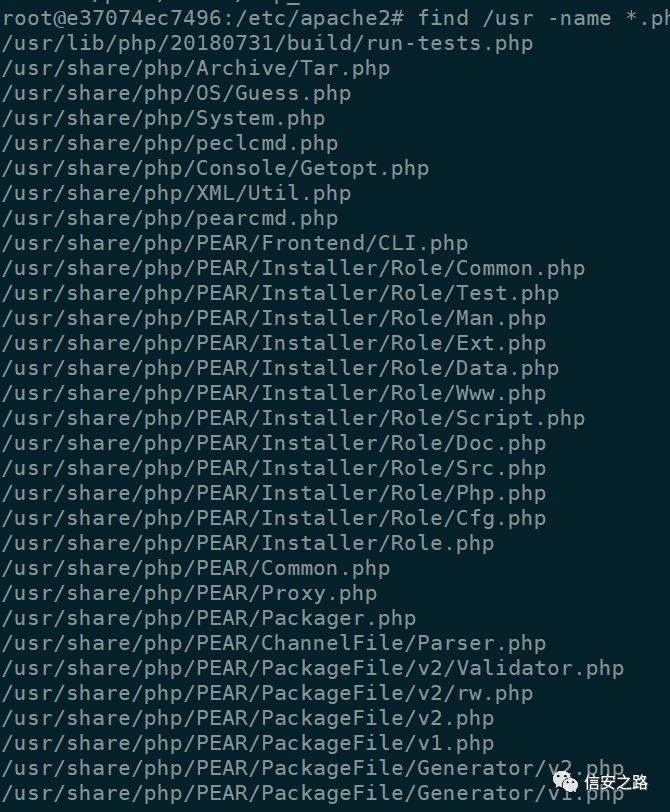 root@e37074ec7496:/etc/apache2# find /usr -name *.ph
/usr/lib/php/20180731/build/run-tests.php
/usr/share/php/Archive/Tar.php
/usr/share/php/OS/Guess.php
/usr/share/php/System.php
/usr/share/php/peclcmd.php
/usr/share/php/Console/Getopt.php
/usr/share/php/XML/Util.php
/usr/share/php/pearcmd.php
/usr/share/php/PEAR/Frontend/CLI.php
/usr/share/php/PEAR/Installer/Role/Common.php
/usr/share/php/PEAR/Installer/Role/Test.php
/usr/share/php/PEAR/Installer/Role/Man.php
/usr/share/php/PEAR/Installer/Role/Ext.php
/usr/share/php/PEAR/Installer/Role/Data.php
/usr/share/php/PEAR/Installer/Role/Www.php
/usr/share/php/PEAR/Installer/Role/Script.php
/usr/share/php/PEAR/Installer/Role/Doc.php
/usr/share/php/PEAR/Installer/Role/Src.php
/usr/share/php/PEAR/Installer/Role/Php.php
/usr/share/php/PEAR/Installer/Role/Cfg.php
/usr/share/php/PEAR/Installer/Role.php
/usr/share/php/PEAR/Common.php
/usr/share/php/PEAR/Proxy.php
/usr/share/php/PEAR/Packager.php
/usr/share/php/PEAR/ChannelFile/Parser.php
/usr/share/php/PEAR/PackageFile/v2/Validator.php
/usr/share/php/PEAR/PackageFile/v2/rw.php
/usr/share/php/PEAR/PackageFile/v2.php
/usr/share/php/PEAR/PackageFile/v1.php
/usr/share/php/PEAR/PackageFile/Generator/v2.php
/usr/share/php/PEAR/PackageFile/Generator/v1.php
信安之路